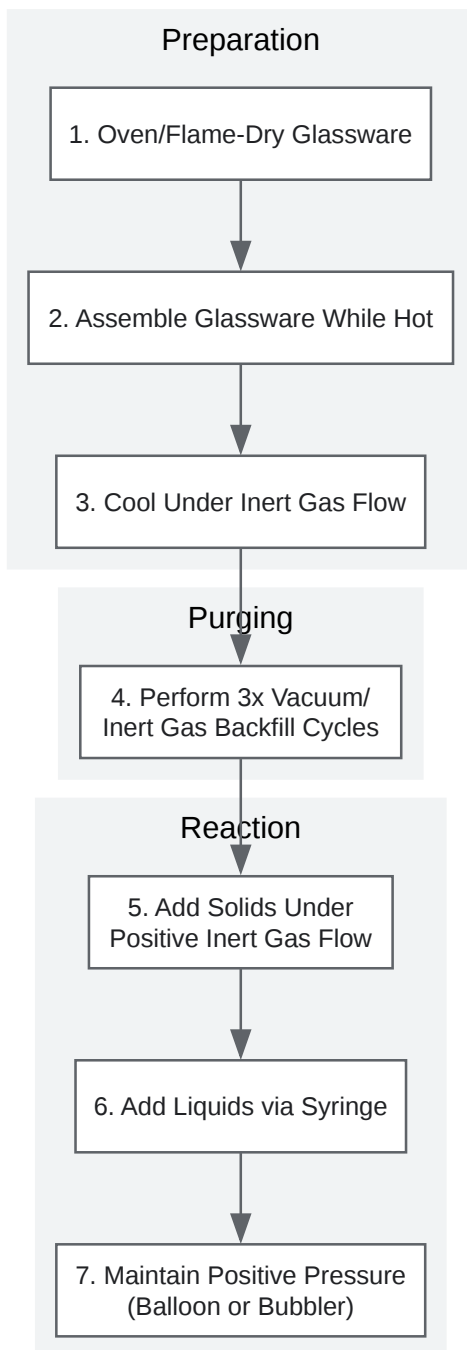 Preparation
1. Oven/Flame-Dry Glassware
2. Assemble Glassware While Hot
3. Cool Under Inert Gas Flow
Purging
4. Perform 3x Vacuum/
Inert Gas Backfill Cycles
Reaction
5. Add Solids Under
Positive Inert Gas Flow
6. Add Liquids via Syringe
7. Maintain Positive Pressure
(Balloon or Bubbler)